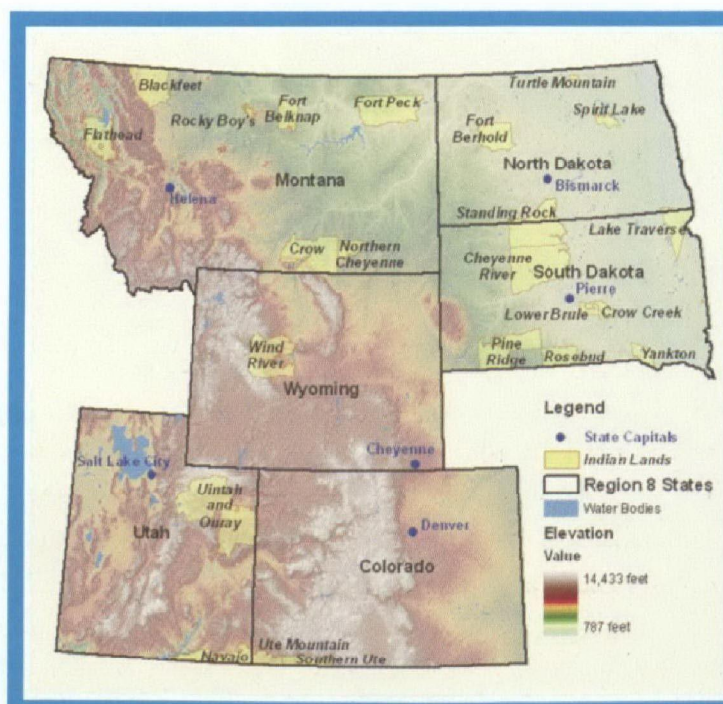 Blackfeet
Turtle Mountain
Fort
Belknap
Fort Peck
Spirit Lake
Rocky Boy's
Fort
Berhold
Flathead
North Dakota
Montana
Bismarck
Helena
Standing Rock
Lake Traverse
Crow
Northern
Cheyenne
Cheyenne
River
South Dakota
Pierre
Lower Brule
Crow Creek
Wind
River
Pine
Ridge
Rosebud
Yankton
Wyoming
Legend
State Capitals
Cheyenne
Indian Lands
Salt Lake City
Region 8 States
Uintah
and
Ouray
Water Bodies
Utah
Denver
Elevation
Value
Colorado
14,433 feet
787 feet
Ute Mountain
Navajo
Southern Ute